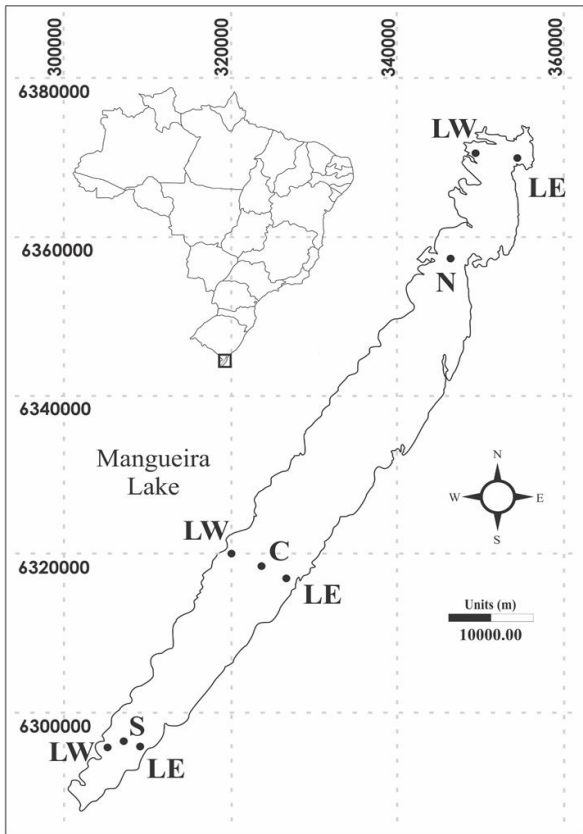 300000
320000
340000
360000
6380000
LW
LE
6360000
N
6340000
Mangueira
Lake
N
W
E
S
LW
C
6320000
LE
Units (m)
10000.00
6300000
S
LW
LE